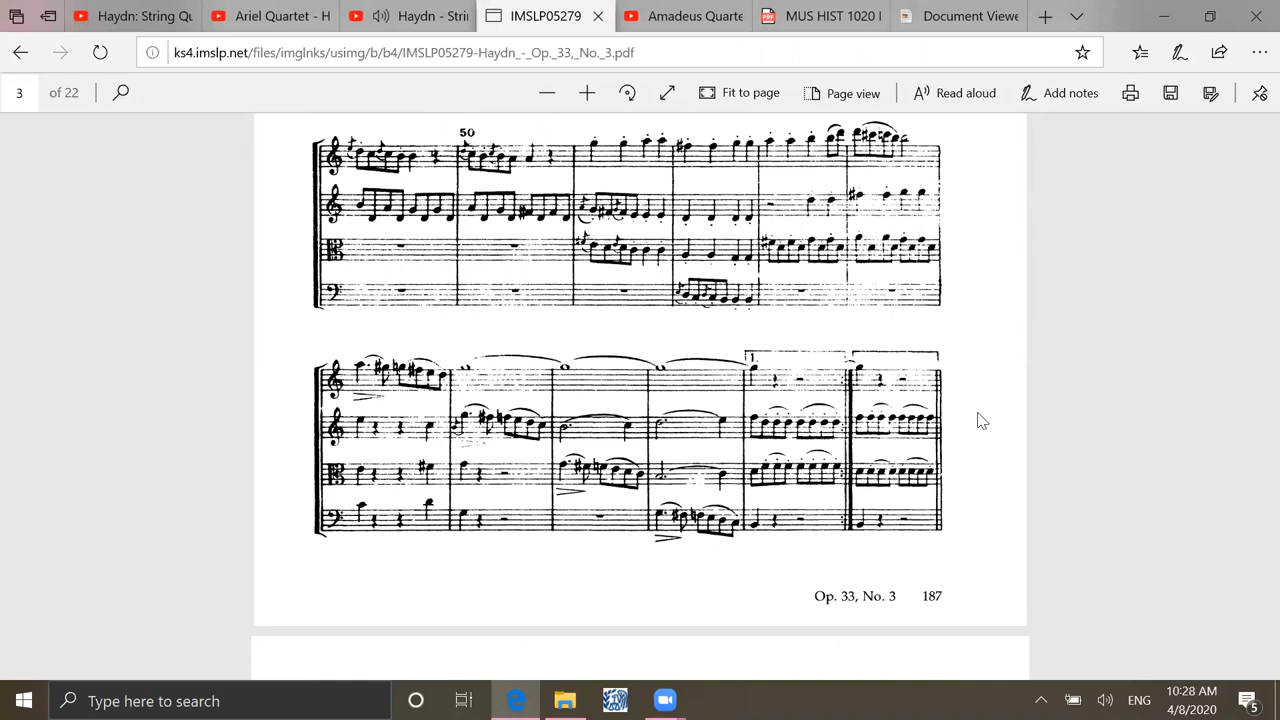 Haydn: String Qu
Ariel Quartet - H
Haydn - Strin
IMSLP05279
Amadeus Quarte
MUS HIST 1020 I
Document Viewe
ks4.imslp.net/files/imglnks/usimg/b/b4/IMSLP05279-Haydn_-_Op._33,_No._3.pdf
3 of 22
Fit to page
Page view
Read aloud
Add notes
50
1
Op. 33, No. 3 187
Type here to search
ENG
10:28 AM
4/8/2020
5